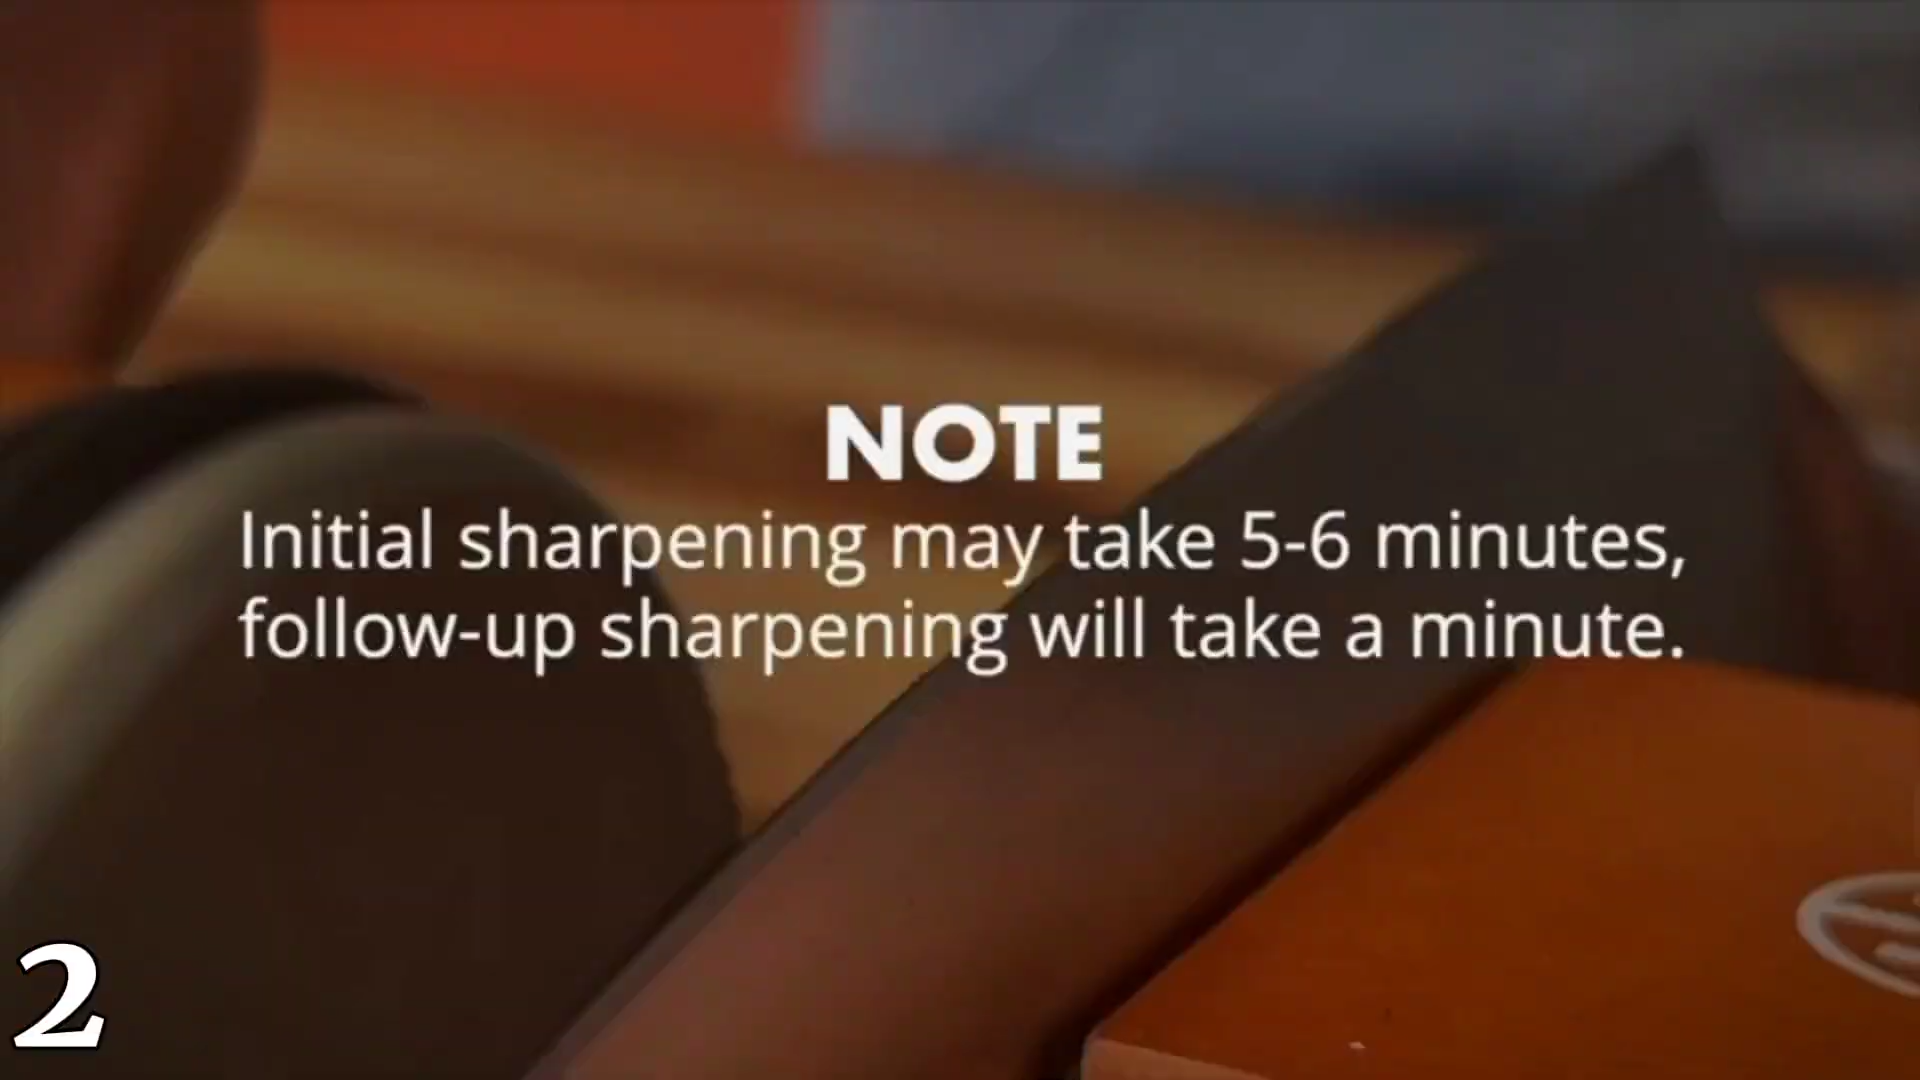 NOTE
Initial sharpening may take 5-6 minutes,
follow-up sharpening will take a minute.
2